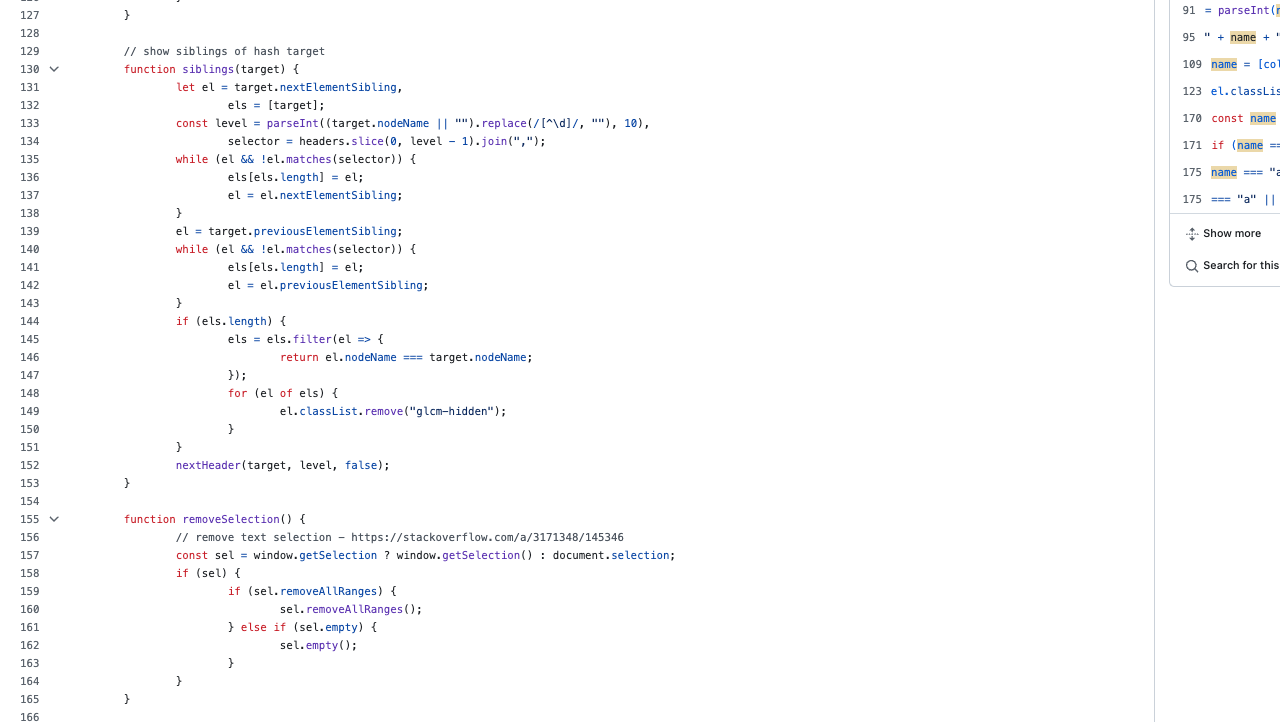 127 }
128
129 // show siblings of hash target
130 function siblings(target) {
131 let el = target.nextElementSibling,
132 els = [target];
133 const level = parseInt((target.nodeName || "").replace(/[^\d]/, ""), 10),
134 selector = headers.slice(0, level - 1).join(",");
135 while (el && !el.matches(selector)) {
136 els[els.length] = el;
137 el = el.nextElementSibling;
138 }
139 el = target.previousElementSibling;
140 while (el && !el.matches(selector)) {
141 els[els.length] = el;
142 el = el.previousElementSibling;
143 }
144 if (els.length) {
145 els = els.filter(el => {
146 return el.nodeName === target.nodeName;
147 });
148 for (el of els) {
149 el.classList.remove("glcm-hidden");
150 }
151 }
152 nextHeader(target, level, false);
153 }
154
155 function removeSelection() {
156 // remove text selection – https://stackoverflow.com/a/3171348/145346
157 const sel = window.getSelection ? window.getSelection() : document.selection;
158 if (sel) {
159 if (sel.removeAllRanges) {
160 sel.removeAllRanges();
161 } else if (sel.empty) {
162 sel.empty();
163 }
164 }
165 }
166
91 = parseInt(
95 " + name + "
109 name = [col
123 el.classLis
170 const name
171 if (name ==
175 name === "a
175 === "a" ||
Show more
Search for this